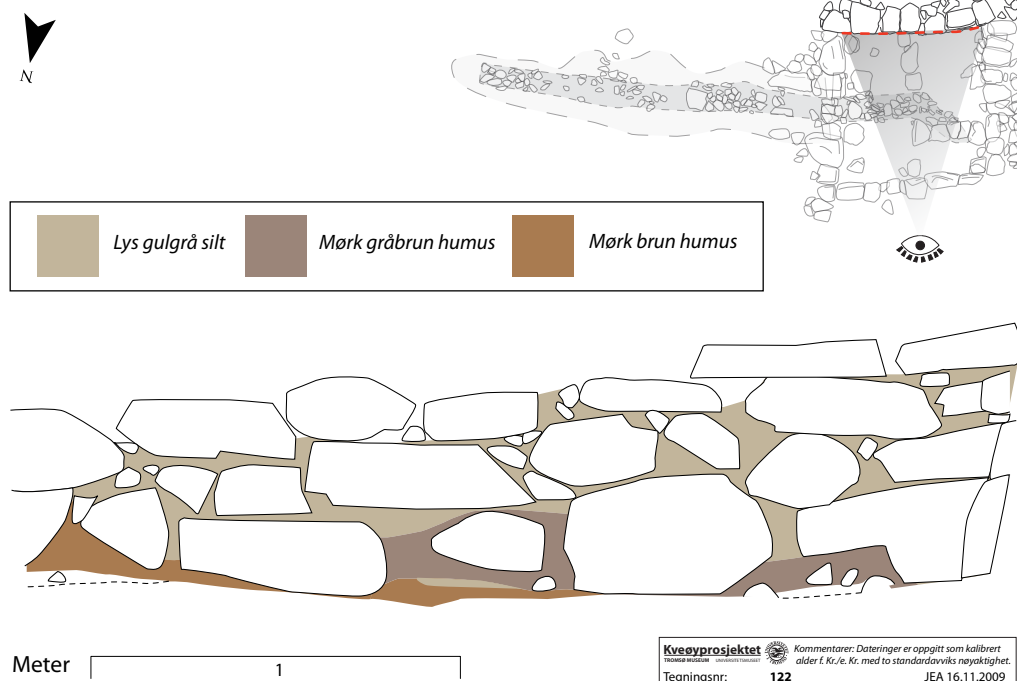 N
Lys gulgrå silt
Mørk gråbrun humus
Mørk brun humus
Meter
1
Kveøyprosjektet
TROMSØ MUSEUM UNIVERSITETSMUSEET
Kommentarer: Dateringer er oppgitt som kalibrert
alder f. Kr./e. Kr. med to standardavviks nøyaktighet.
Tegningsnr: 122 JEA 16.11.2009